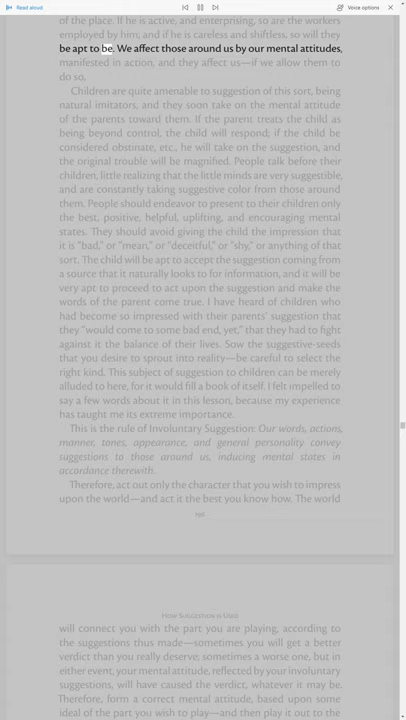 Read aloud
Voice options
of the place. If he is active, and enterprising, so are the workers
employed by him; and if he is careless and shiftless, so will they
be apt to be. We affect those around us by our mental attitudes,
manifested in action, and they affect us—if we allow them to
do so.
Children are quite amenable to suggestion of this sort, being
natural imitators, and they soon take on the mental attitude
of the parents toward them. If the parent treats the child as
being beyond control, the child will respond; if the child be
considered obstinate, etc., he will take on the suggestion, and
the original trouble will be magnified. People talk before their
children, little realizing that the little minds are very suggestible,
and are constantly taking suggestive color from those around
them. People should endeavor to present to their children only
the best, positive, helpful, uplifting, and encouraging mental
states. They should avoid giving the child the impression that
it is "bad," or "mean," or "deceitful," or "shy," or anything of that
sort. The child will be apt to accept the suggestion coming from
a source that it naturally looks to for information, and it will be
very apt to proceed to act upon the suggestion and make the
words of the parent come true. I have heard of children who
had become so impressed with their parents' suggestion that
they "would come to some bad end, yet," that they had to fight
against it the balance of their lives. Sow the suggestive-seeds
that you desire to sprout into reality—be careful to select the
right kind. This subject of suggestion to children can be merely
alluded to here, for it would fill a book of itself. I felt impelled to
say a few words about it in this lesson, because my experience
has taught me its extreme importance.
This is the rule of Involuntary Suggestion: Our words, actions,
manner, tones, appearance, and general personality convey
suggestions to those around us, inducing mental states in
accordance therewith.
Therefore, act out only the character that you wish to impress
upon the world—and act it the best you know how. The world
How Suggestion is Used
will connect you with the part you are playing, according to
the suggestions thus made—sometimes you will get a better
verdict than you really deserve; sometimes a worse one, but in
either event, your mental attitude, reflected by your involuntary
suggestions, will have caused the verdict, whatever it may be.
Therefore, form a correct mental attitude, based upon some
ideal of the part you wish to play—and then play it out to the